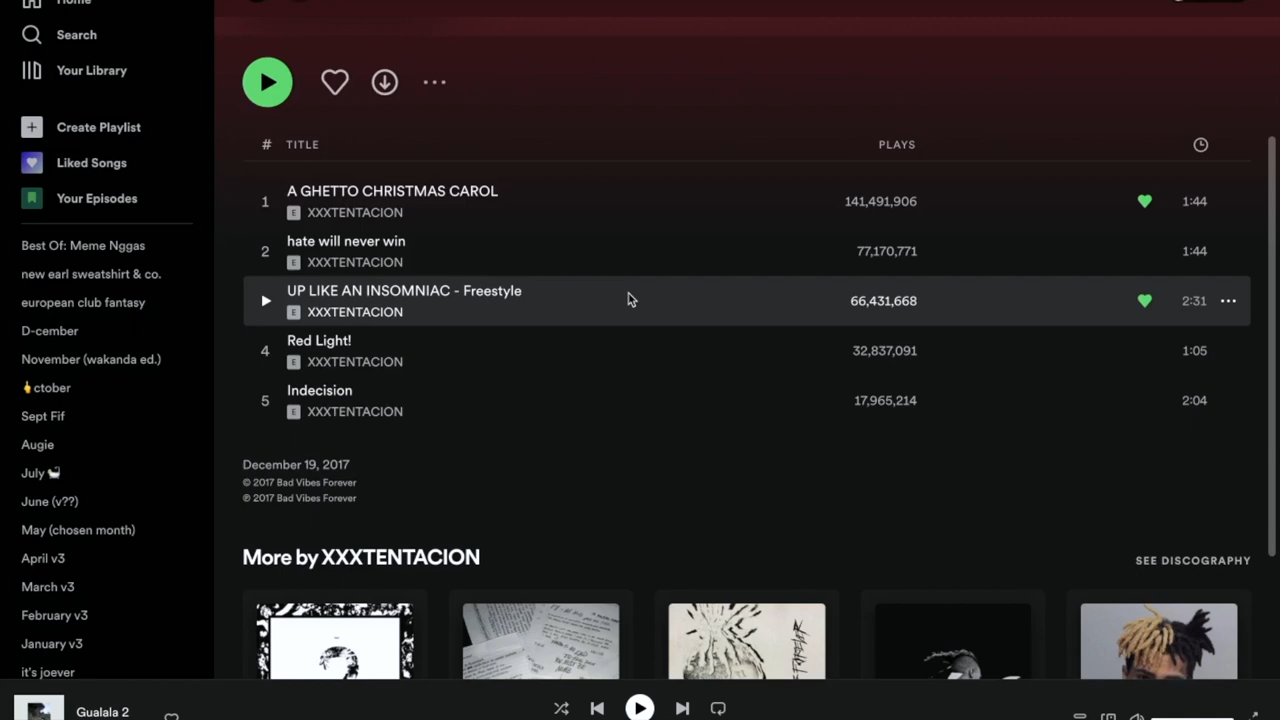 Home
Search
Your Library
Create Playlist
Liked Songs
Your Episodes
Best Of: Meme Nggas
new earl sweatshirt & co.
european club fantasy
D-cember
November (wakanda ed.)
🖕ctober
Sept Fif
Augie
July
June (v??)
May (chosen month)
April v3
March v3
February v3
January v3
it's joever
# TITLE PLAYS
1 A GHETTO CHRISTMAS CAROL 141,491,906 1:44
E XXXTENTACION
2 hate will never win 77,170,771 1:44
E XXXTENTACION
UP LIKE AN INSOMNIAC - Freestyle 66,431,668 2:31
E XXXTENTACION
4 Red Light! 32,837,091 1:05
E XXXTENTACION
5 Indecision 17,965,214 2:04
E XXXTENTACION
December 19, 2017
© 2017 Bad Vibes Forever
℗ 2017 Bad Vibes Forever
More by XXXTENTACION
SEE DISCOGRAPHY
?
Gualala 2